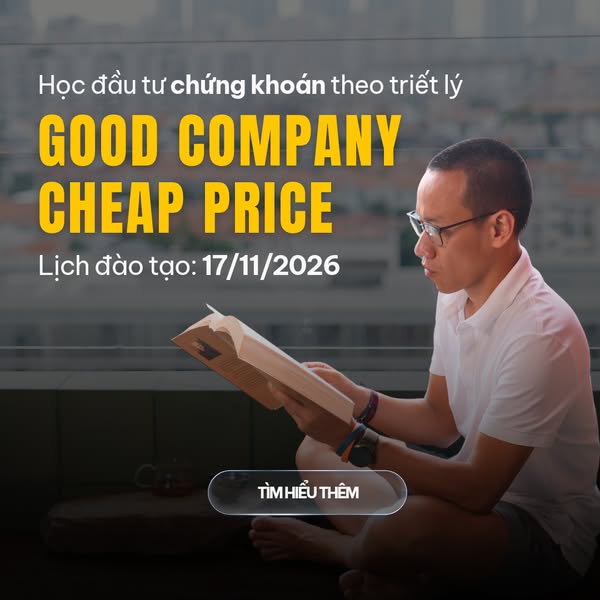 Học đầu tư chứng khoán theo triết lý
GOOD COMPANY
CHEAP PRICE
Lịch đào tạo: 17/11/2026
TÌM HIỂU THÊM